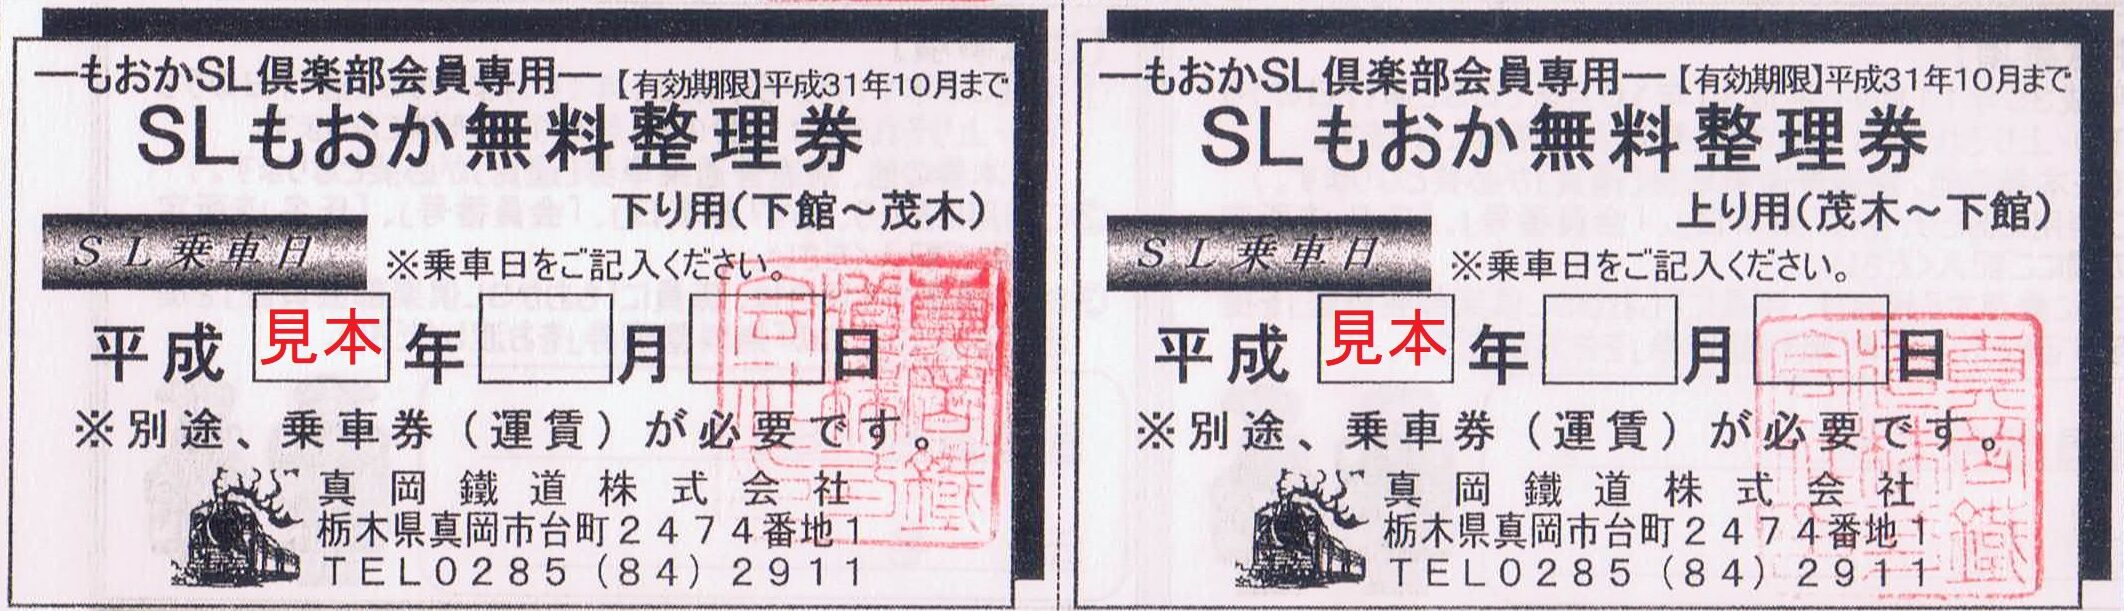 ―もおかSL倶楽部会員専用―【有効期限】平成31年10月まで
SLもおか無料整理券
下り用(下館～茂木)
SL乗車日
※乗車日をご記入ください。
平成 見本 年 月 日
※別途、乗車券(運賃)が必要です。
真岡鐵道株式会社
栃木県真岡市台町2474番地1
TEL0285(84)2911
―もおかSL倶楽部会員専用―【有効期限】平成31年10月まで
SLもおか無料整理券
上り用(茂木～下館)
SL乗車日
※乗車日をご記入ください。
平成 見本 年 月 日
※別途、乗車券(運賃)が必要です。
真岡鐵道株式会社
栃木県真岡市台町2474番地1
TEL0285(84)2911